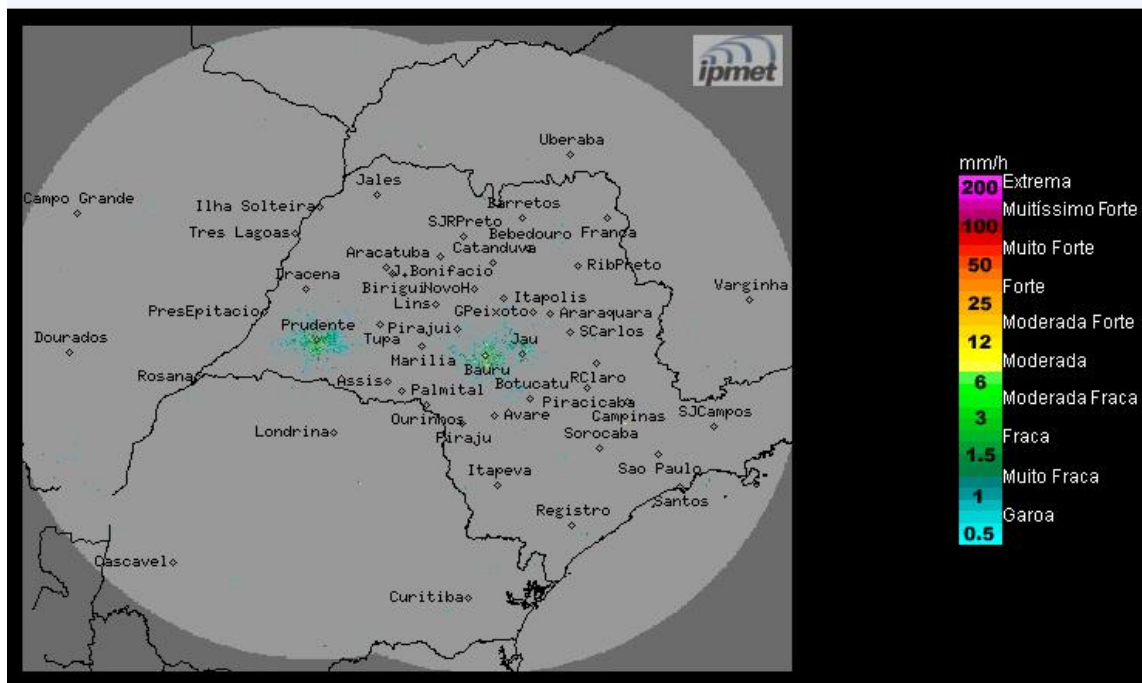 ipmet
Uberaba
Jales
Campo Grande
Ilha Solteira
Barretos
SJRPreto
Bebedouro
Franca
Tres Lagoas
Catanduva
Aracatuba
J.Bonifacio
RibPreto
Dracena
Birigui
NovoH
Itapolis
Varginha
Lins
GPeixoto
Araraquara
PresEpitacio
Prudente
Pirajui
SCarlos
Dourados
Tupa
Jau
Marilia
Bauru
Rosana
Assis
RClaro
Palmital
Botucatu
Piracicaba
Ourinhos
Avare
Campinas
SJCampos
Londrina
Piraju
Sorocaba
Itapeva
Sao Paulo
Santos
Registro
Cascavel
Curitiba
mm/h
200 Extrema
Muitíssimo Forte
100
Muito Forte
50
Forte
25
Moderada Forte
12
Moderada
6
Moderada Fraca
3
Fraca
1.5
Muito Fraca
1
Garoa
0.5